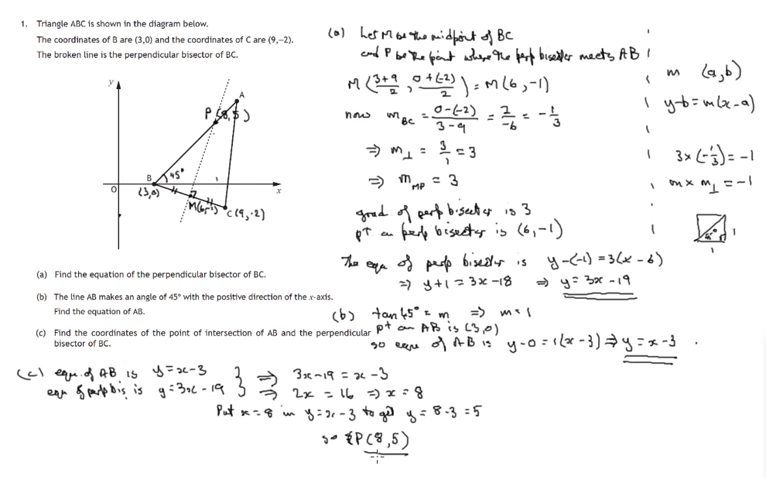 1. Triangle ABC is shown in the diagram below.
The coordinates of B are (3,0) and the coordinates of C are (9,-2).
The broken line is the perpendicular bisector of BC.
y
A
P(8,5)
B
45°
O
(3,0)
x
M(6,-1)
C (9,-2)
(a) Find the equation of the perpendicular bisector of BC.
(b) The line AB makes an angle of 45° with the positive direction of the x-axis.
Find the equation of AB.
(c) Find the coordinates of the point of intersection of AB and the perpendicular
bisector of BC.
(a) Let M be the midpoint of BC
and P be the point where the perp bisector meets AB
M(3+9/2, 0+(-2)/2) = M(6,-1)
now m_BC = 0-(-2)/3-9 = 2/-6 = -1/3
⇒ m⊥ = 3/1 = 3
⇒ m_MP = 3
grad of perp bisector is 3
pt on perp bisector is (6,-1)
The eqn of perp bisector is y-(-1) = 3(x-6)
⇒ y+1 = 3x-18 ⇒ y = 3x-19
m (a,b)
y-b = m(x-a)
3×(-1/3) = -1
m × m⊥ = -1
45°
1
1
(b) tan 45° = m ⇒ m = 1
pt on AB is (3,0)
so eqn of AB is y-0 = 1(x-3) ⇒ y = x-3
(c) eqn. of AB is y = x-3 } ⇒ 3x-19 = x-3
eqn of perp bis. is y = 3x-19 } ⇒ 2x = 16 ⇒ x = 8
Put x = 8 in y = x-3 to get y = 8-3 = 5
so P(8,5)